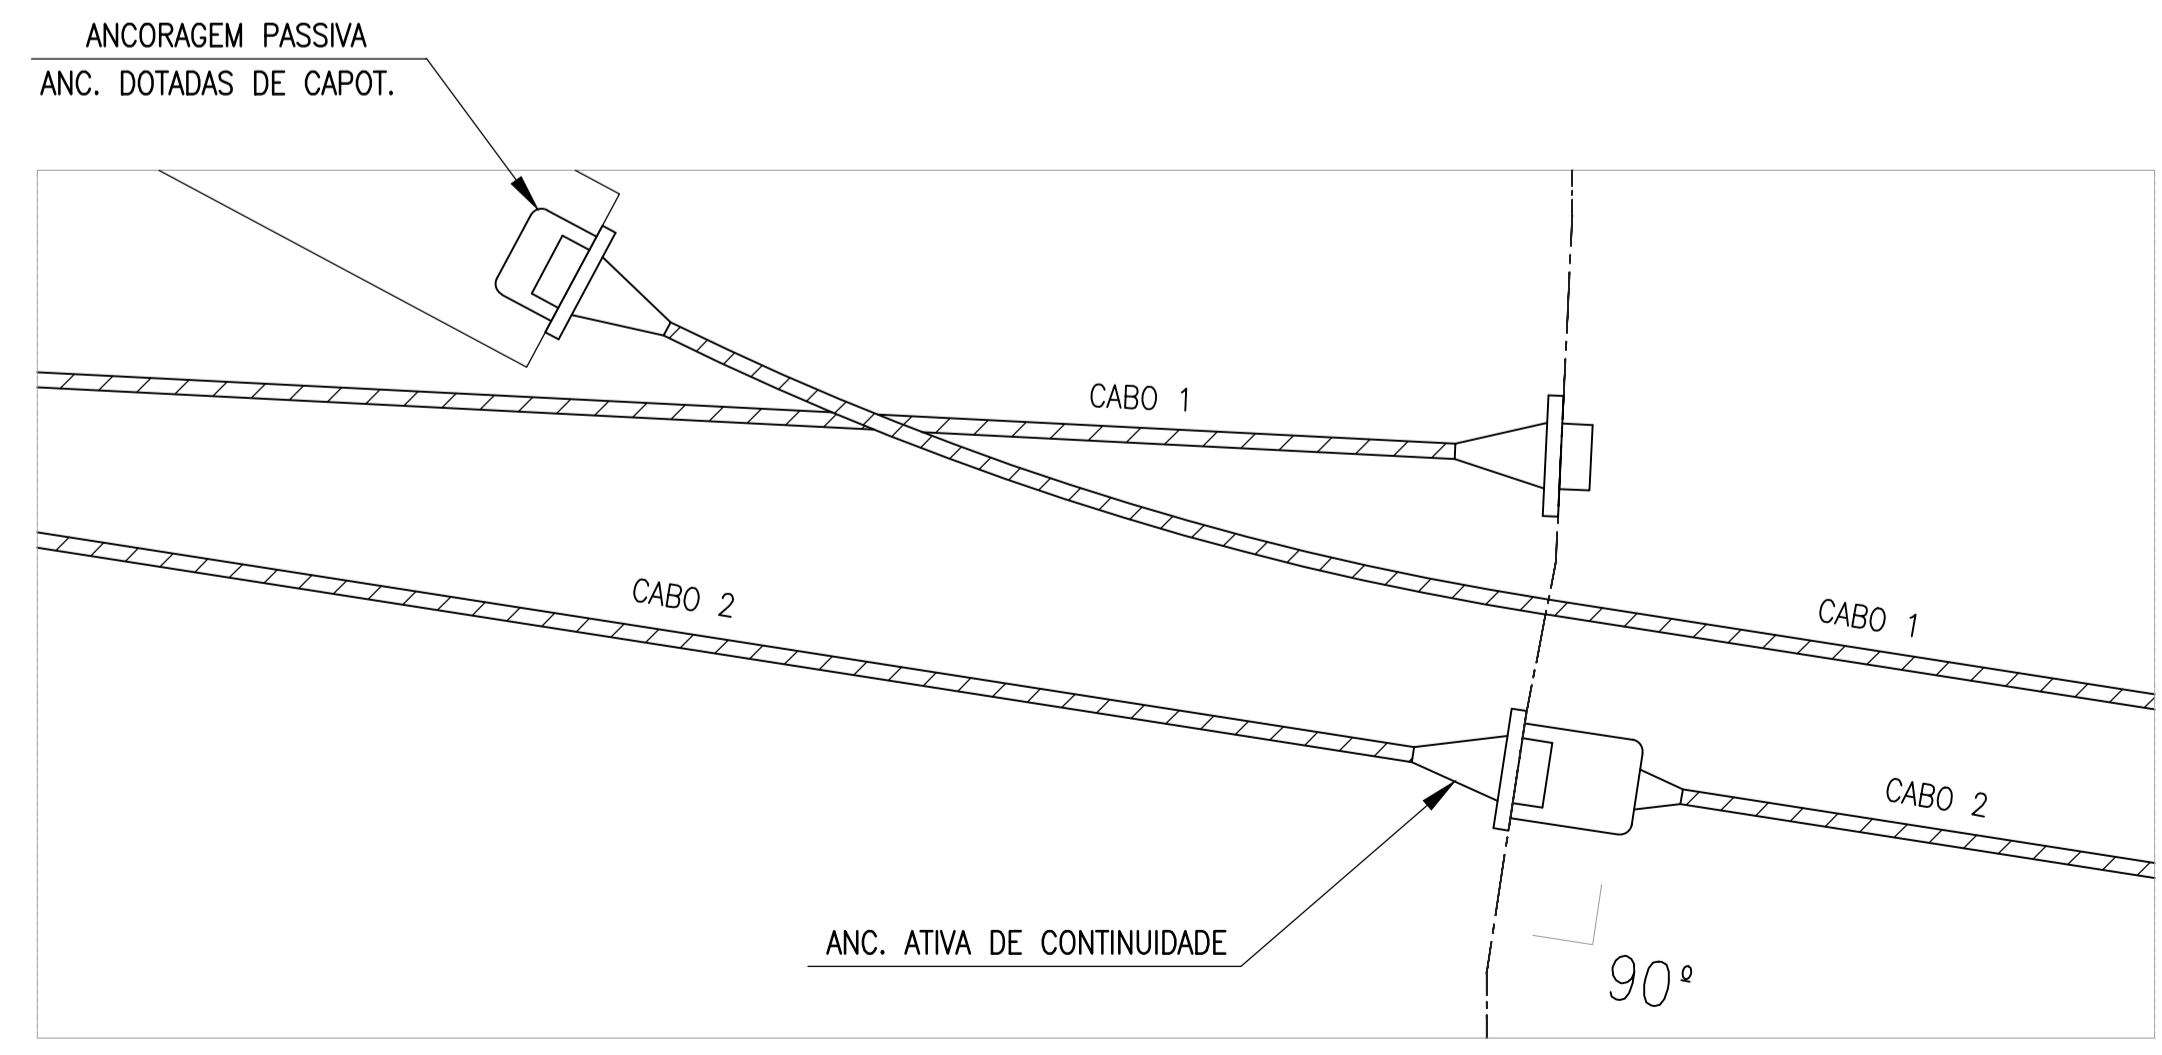 ANCORAGEM PASSIVA
ANC. DOTADAS DE CAPOT.
CABO 1
CABO 2
CABO 1
CABO 2
ANC. ATIVA DE CONTINUIDADE
90º